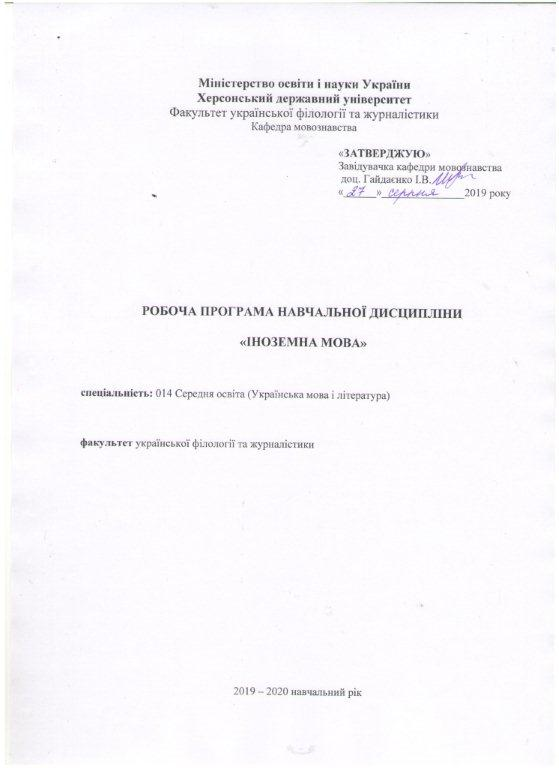 Міністерство освіти і науки України
Херсонський державний університет
Факультет української філології та журналістики
Кафедра мовознавства
«ЗАТВЕРДЖУЮ»
Завідувачка кафедри мовознавства
доц. Гайдаєнко І.В.
« 27 » серпня 2019 року
РОБОЧА ПРОГРАМА НАВЧАЛЬНОЇ ДИСЦИПЛІНИ
«ІНОЗЕМНА МОВА»
спеціальність: 014 Середня освіта (Українська мова і література)
факультет української філології та журналістики
2019 – 2020 навчальний рік